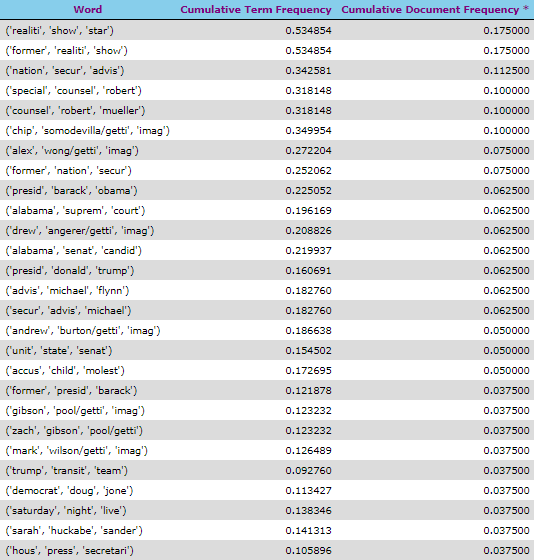 Word Cumulative Term Frequency Cumulative Document Frequency *
('realiti', 'show', 'star') 0.534854 0.175000
('former', 'realiti', 'show') 0.534854 0.175000
('nation', 'secur', 'advis') 0.342581 0.112500
('special', 'counsel', 'robert') 0.318148 0.100000
('counsel', 'robert', 'mueller') 0.318148 0.100000
('chip', 'somodevilla/getti', 'imag') 0.349954 0.100000
('alex', 'wong/getti', 'imag') 0.272204 0.075000
('former', 'nation', 'secur') 0.252062 0.075000
('presid', 'barack', 'obama') 0.225052 0.062500
('alabama', 'suprem', 'court') 0.196169 0.062500
('drew', 'angerer/getti', 'imag') 0.208826 0.062500
('alabama', 'senat', 'candid') 0.219937 0.062500
('presid', 'donald', 'trump') 0.160691 0.062500
('advis', 'michael', 'flynn') 0.182760 0.062500
('secur', 'advis', 'michael') 0.182760 0.062500
('andrew', 'burton/getti', 'imag') 0.186638 0.050000
('unit', 'state', 'senat') 0.154502 0.050000
('accus', 'child', 'molest') 0.172695 0.050000
('former', 'presid', 'barack') 0.121878 0.037500
('gibson', 'pool/getti', 'imag') 0.123232 0.037500
('zach', 'gibson', 'pool/getti') 0.123232 0.037500
('mark', 'wilson/getti', 'imag') 0.126489 0.037500
('trump', 'transit', 'team') 0.092760 0.037500
('democrat', 'doug', 'jone') 0.113427 0.037500
('saturday', 'night', 'live') 0.138346 0.037500
('sarah', 'huckabe', 'sander') 0.141313 0.037500
('hous', 'press', 'secretari') 0.105896 0.037500